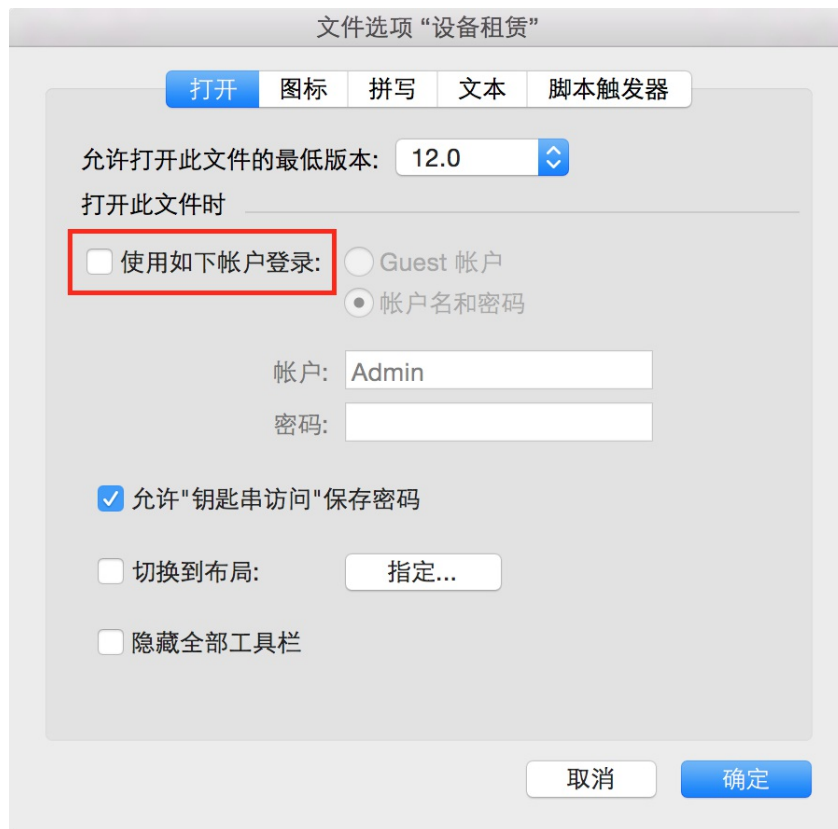 文件选项 “设备租赁”
打开 图标 拼写 文本 脚本触发器
允许打开此文件的最低版本: 12.0
打开此文件时
使用如下帐户登录: Guest 帐户
帐户名和密码
帐户: Admin
密码:
允许"钥匙串访问"保存密码
切换到布局: 指定...
隐藏全部工具栏
取消 确定